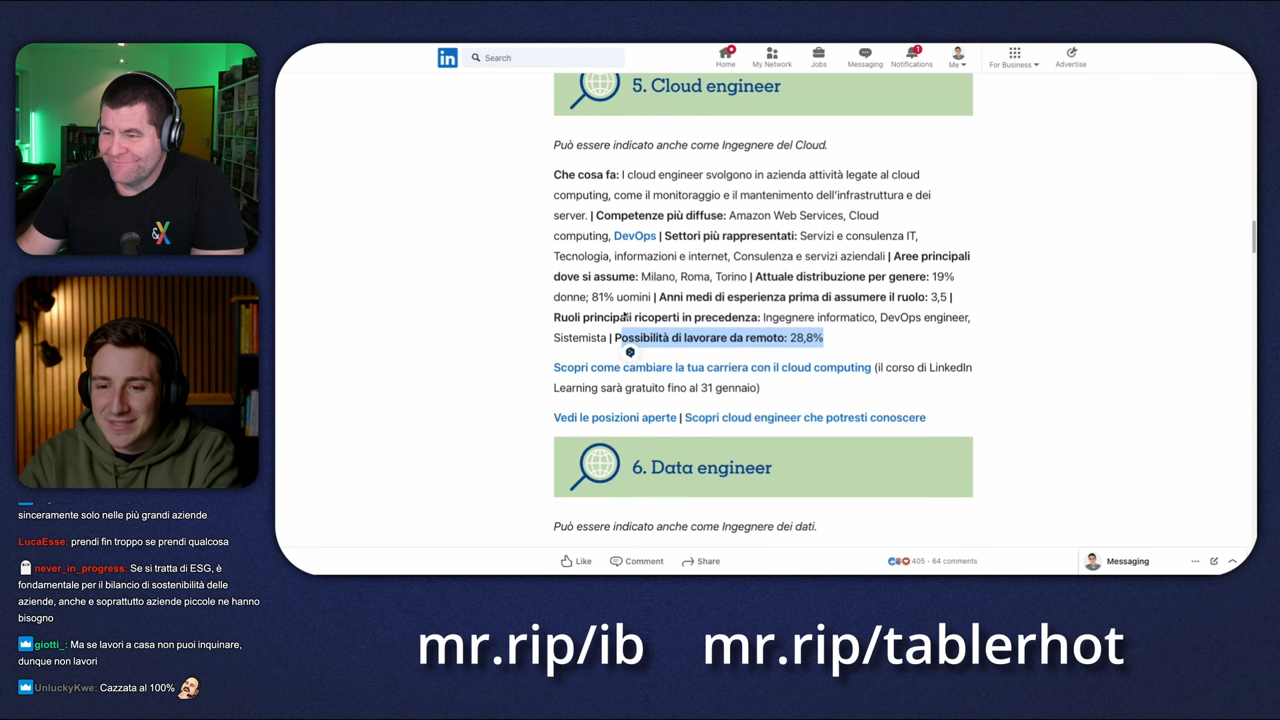 in
Search
Home
My Network
Jobs
Messaging
1
Notifications
Me
For Business
Advertise
5. Cloud engineer
Può essere indicato anche come Ingegnere del Cloud.
Che cosa fa: I cloud engineer svolgono in azienda attività legate al cloud
computing, come il monitoraggio e il mantenimento dell'infrastruttura e dei
server. | Competenze più diffuse: Amazon Web Services, Cloud
computing, DevOps | Settori più rappresentati: Servizi e consulenza IT,
Tecnologia, informazioni e internet, Consulenza e servizi aziendali | Aree principali
dove si assume: Milano, Roma, Torino | Attuale distribuzione per genere: 19%
donne; 81% uomini | Anni medi di esperienza prima di assumere il ruolo: 3,5 |
Ruoli principali ricoperti in precedenza: Ingegnere informatico, DevOps engineer,
Sistemista | Possibilità di lavorare da remoto: 28,8%
Scopri come cambiare la tua carriera con il cloud computing (il corso di LinkedIn
Learning sarà gratuito fino al 31 gennaio)
Vedi le posizioni aperte | Scopri cloud engineer che potresti conoscere
6. Data engineer
Può essere indicato anche come Ingegnere dei dati.
Like
Comment
Share
405 · 64 comments
Messaging
&X
sinceramente solo nelle più grandi aziende
LucaEsse: prendi fin troppo se prendi qualcosa
never_in_progress: Se si tratta di ESG, è
fondamentale per il bilancio di sostenibilità delle
aziende, anche e soprattutto aziende piccole ne hanno
bisogno
giotti_: Ma se lavori a casa non puoi inquinare,
dunque non lavori
UnluckyKwe: Cazzata al 100%
mr.rip/ib
mr.rip/tablerhot